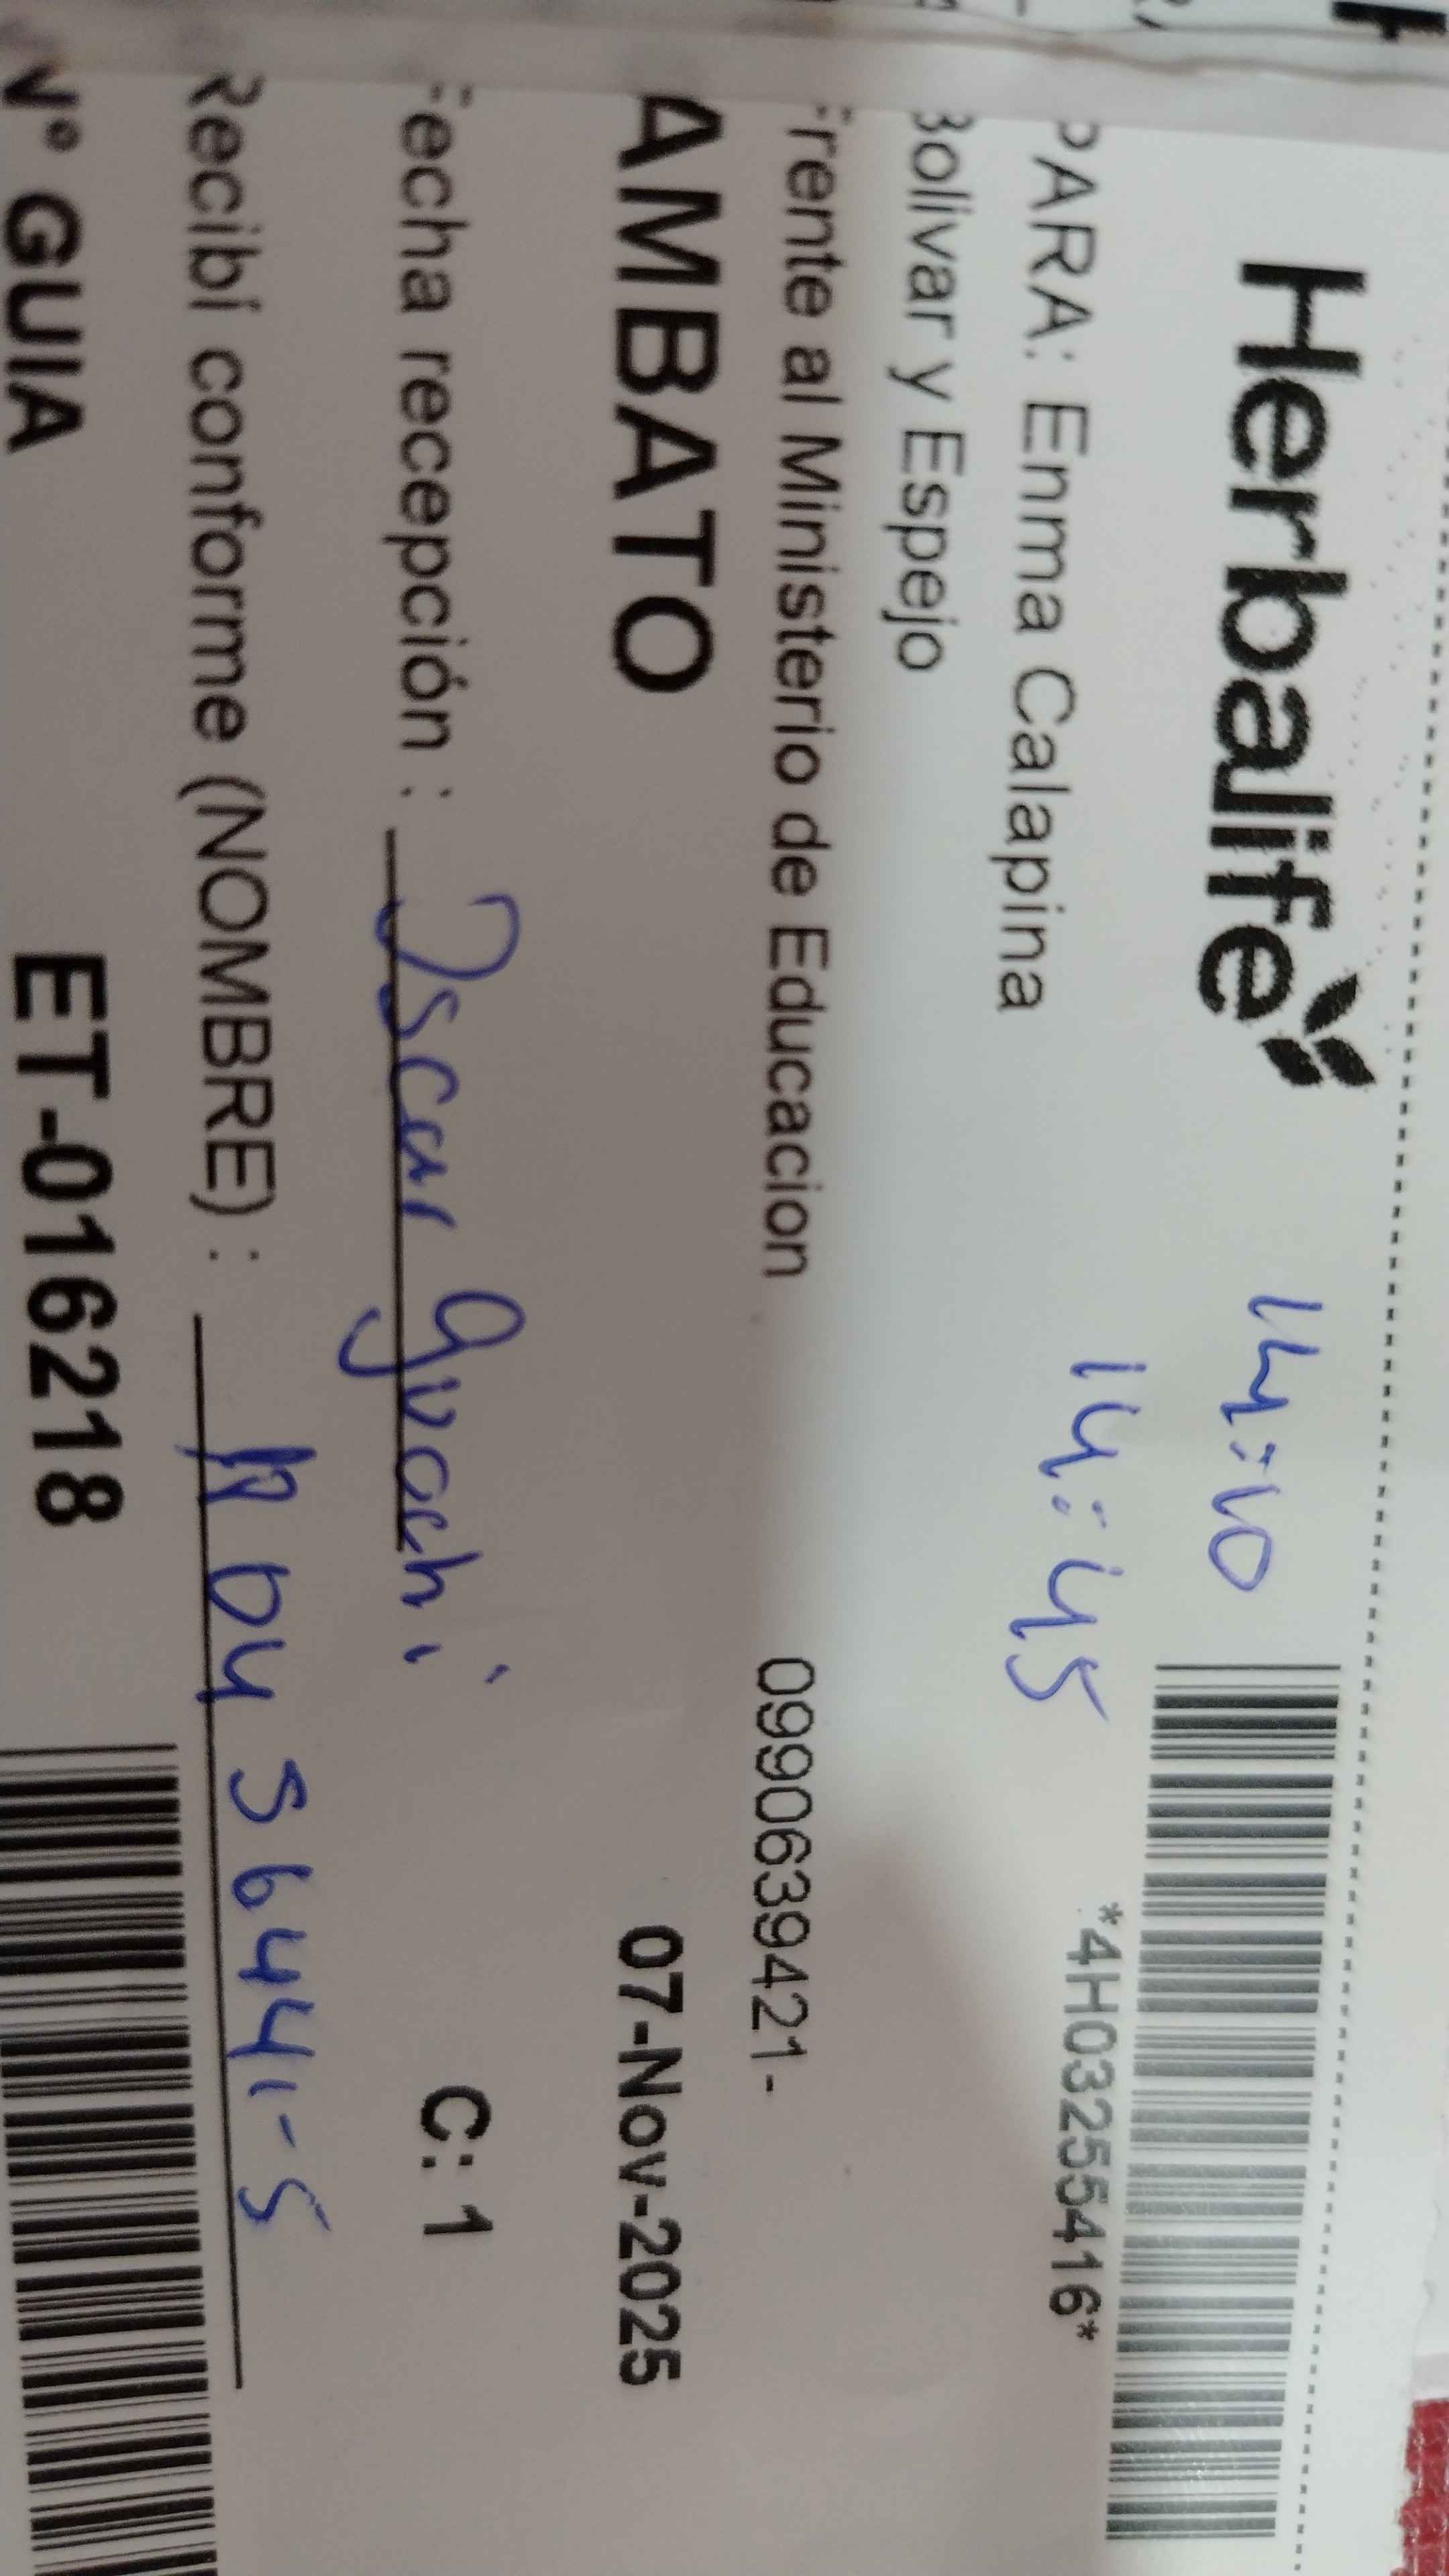 Herbalife
14:10
PARA: Enma Calapina
14:45
*4H03255416*
Bolivar y Espejo
Frente al Ministerio de Educacion
0990639421-
AMBATO
07-Nov-2025
Fecha recepción :
C: 1
Recibí conforme (NOMBRE) :
N° GUIA
ET-016218